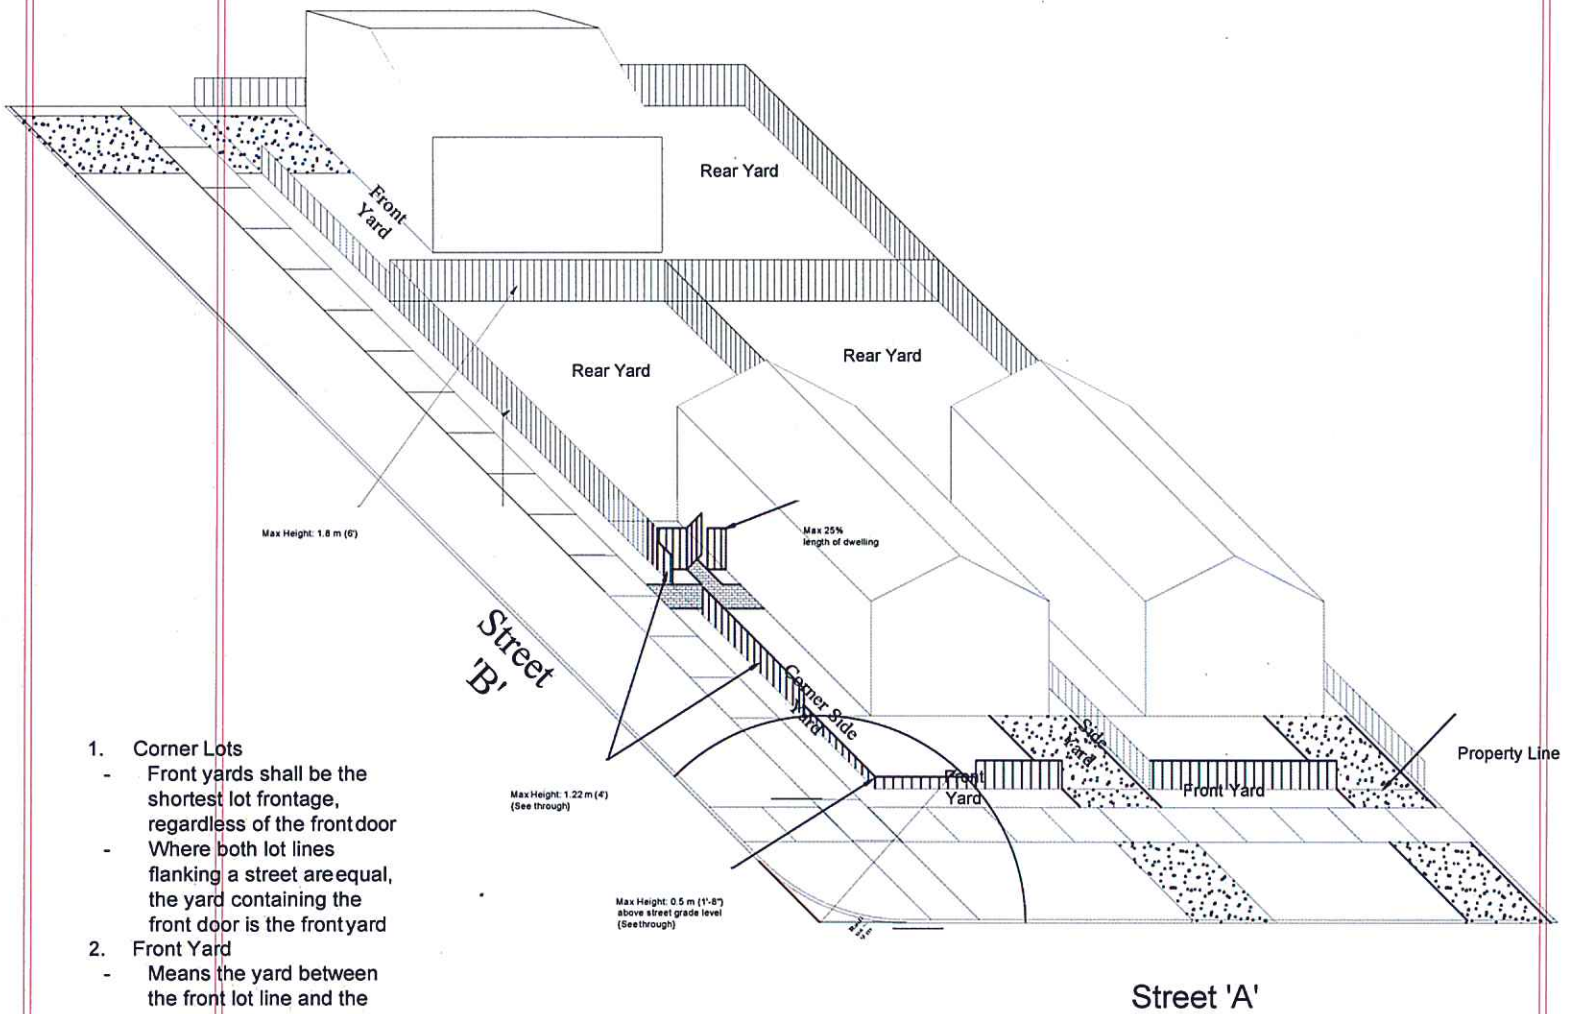 Rear Yard
Front
Yard
Rear Yard
Rear Yard
Max Height: 1.8 m (6')
Max 25%
length of dwelling
Street
'B'
Corner Side
Yard
Side
Yard
Property Line
Front
Yard
Front Yard
Max Height: 1.22 m (4')
(See through)
Max Height: 0.5 m (1'-8")
above street grade level
(Seethrough)
Street 'A'
1. Corner Lots
- Front yards shall be the
shortest lot frontage,
regardless of the front door
- Where both lot lines
flanking a street are equal,
the yard containing the
front door is the front yard
2. Front Yard
- Means the yard between
the front lot line and the